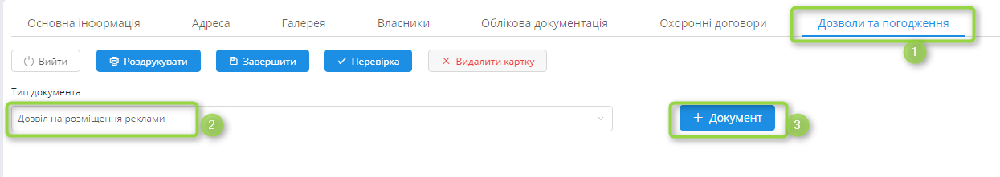 Основна інформація Адреса Галерея Власники Облікова документація Охоронні договори Дозволи та погодження
1
Вийти Роздрукувати Завершити Перевірка Видалити картку
Тип документа
Дозвіл на розміщення реклами 2 + Документ 3